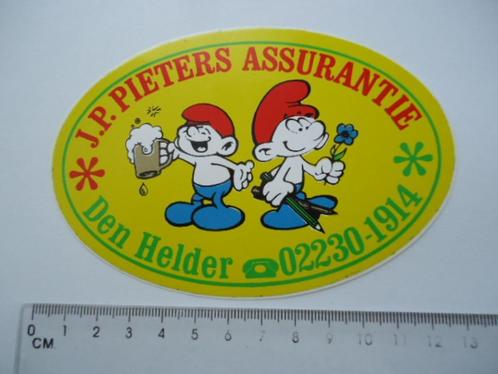 J.P. PIETERS ASSURANTIE
Den Helder ☎02230-1914
0 1 2 3 4 5 6 7 8 9 10 11 12 13
CM